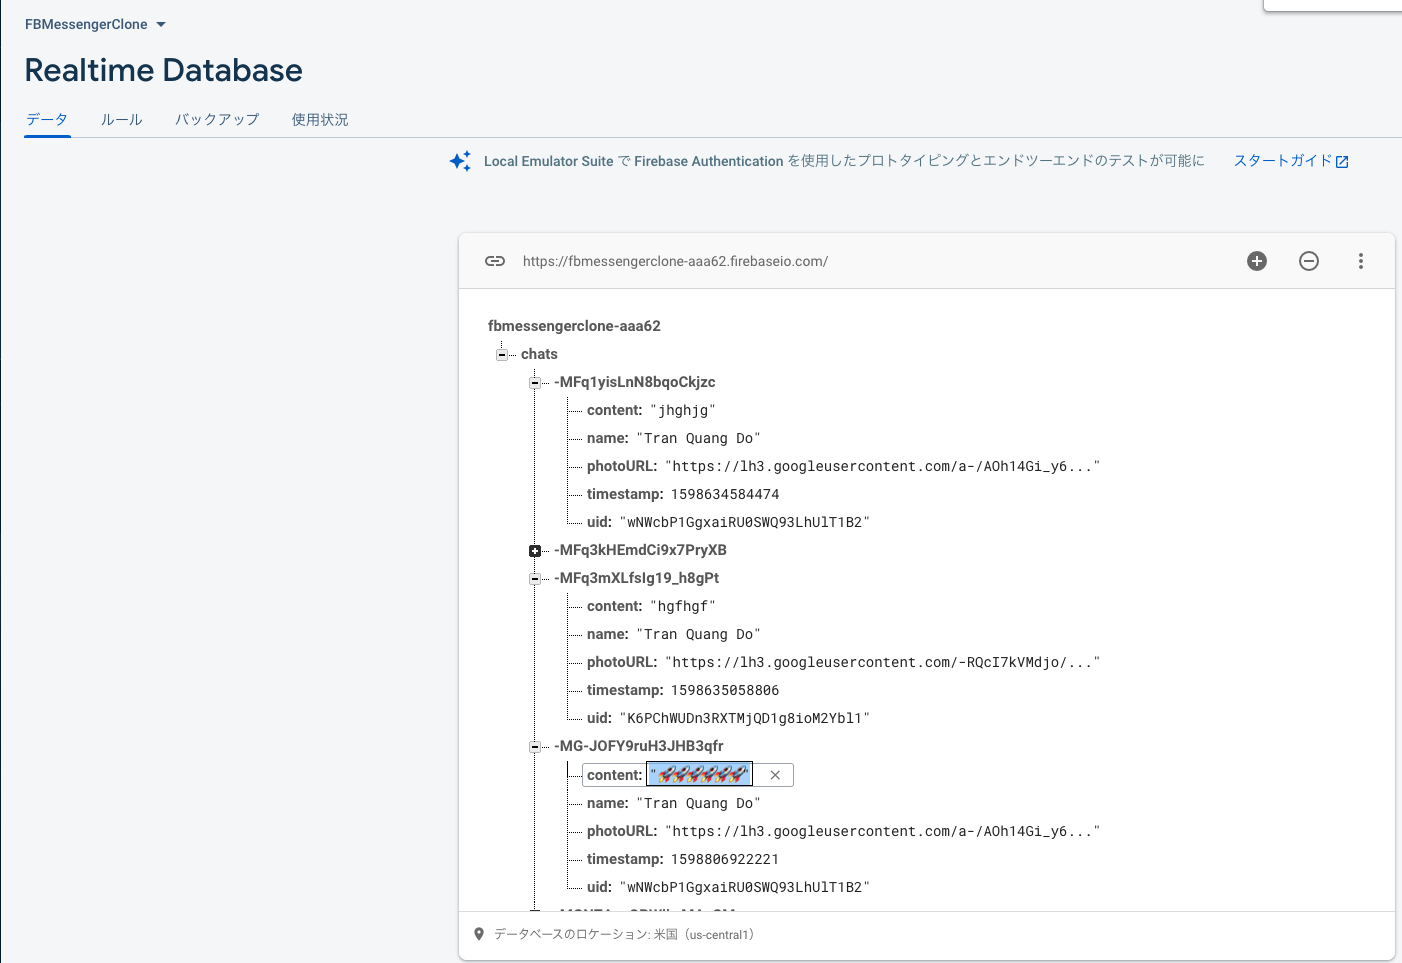 FBMessengerClone
Realtime Database
データ ルール バックアップ 使用状況
Local Emulator Suite で Firebase Authentication を使用したプロトタイピングとエンドツーエンドのテストが可能に スタートガイド
https://fbmessengerclone-aaa62.firebaseio.com/
fbmessengerclone-aaa62
chats
-MFq1yisLnN8bqoCkjzc
content: "jhghjg"
name: "Tran Quang Do"
photoURL: "https://lh3.googleusercontent.com/a-/AOh14Gi_y6..."
timestamp: 1598634584474
uid: "wNWcbP1GgxaiRU0SWQ93LhUlT1B2"
-MFq3kHEmdCi9x7PryXB
-MFq3mXLfsIg19_h8gPt
content: "hgfhgf"
name: "Tran Quang Do"
photoURL: "https://lh3.googleusercontent.com/-RQcI7kVMdjo/..."
timestamp: 1598635058806
uid: "K6PChWUDn3RXTMjQD1g8ioM2Ybl1"
-MG-JOFY9ruH3JHB3qfr
content: "🚀🚀🚀🚀🚀🚀"
name: "Tran Quang Do"
photoURL: "https://lh3.googleusercontent.com/a-/AOh14Gi_y6..."
timestamp: 1598806922221
uid: "wNWcbP1GgxaiRU0SWQ93LhUlT1B2"
データベースのロケーション: 米国（us-central1）